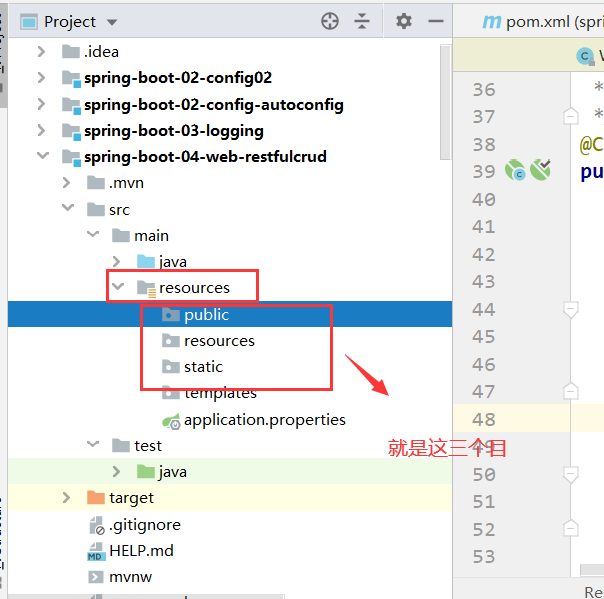 Project
pom.xml (spri
.idea
spring-boot-02-config02
spring-boot-02-config-autoconfig
spring-boot-03-logging
spring-boot-04-web-restfulcrud
.mvn
src
main
java
resources
public
resources
static
templates
application.properties
test
java
target
.gitignore
HELP.md
mvnw
就是这三个目
36 *
37 *
38 @C
39 pu
40
41
42
43
44
45
46
47
48
49
50
51
52
53
Re